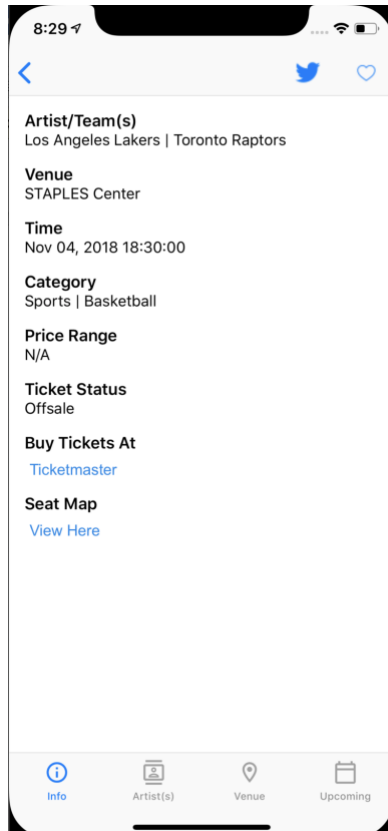 8:29
Artist/Team(s)
Los Angeles Lakers | Toronto Raptors
Venue
STAPLES Center
Time
Nov 04, 2018 18:30:00
Category
Sports | Basketball
Price Range
N/A
Ticket Status
Offsale
Buy Tickets At
Ticketmaster
Seat Map
View Here
Info
Artist(s)
Venue
Upcoming